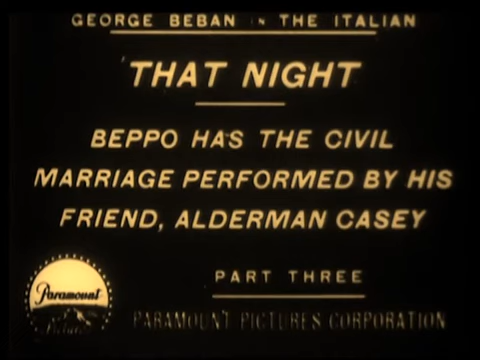 GEORGE BEBAN IN THE ITALIAN
THAT NIGHT
BEPPO HAS THE CIVIL
MARRIAGE PERFORMED BY HIS
FRIEND, ALDERMAN CASEY
PART THREE
Paramount
Pictures
PARAMOUNT PICTURES CORPORATION